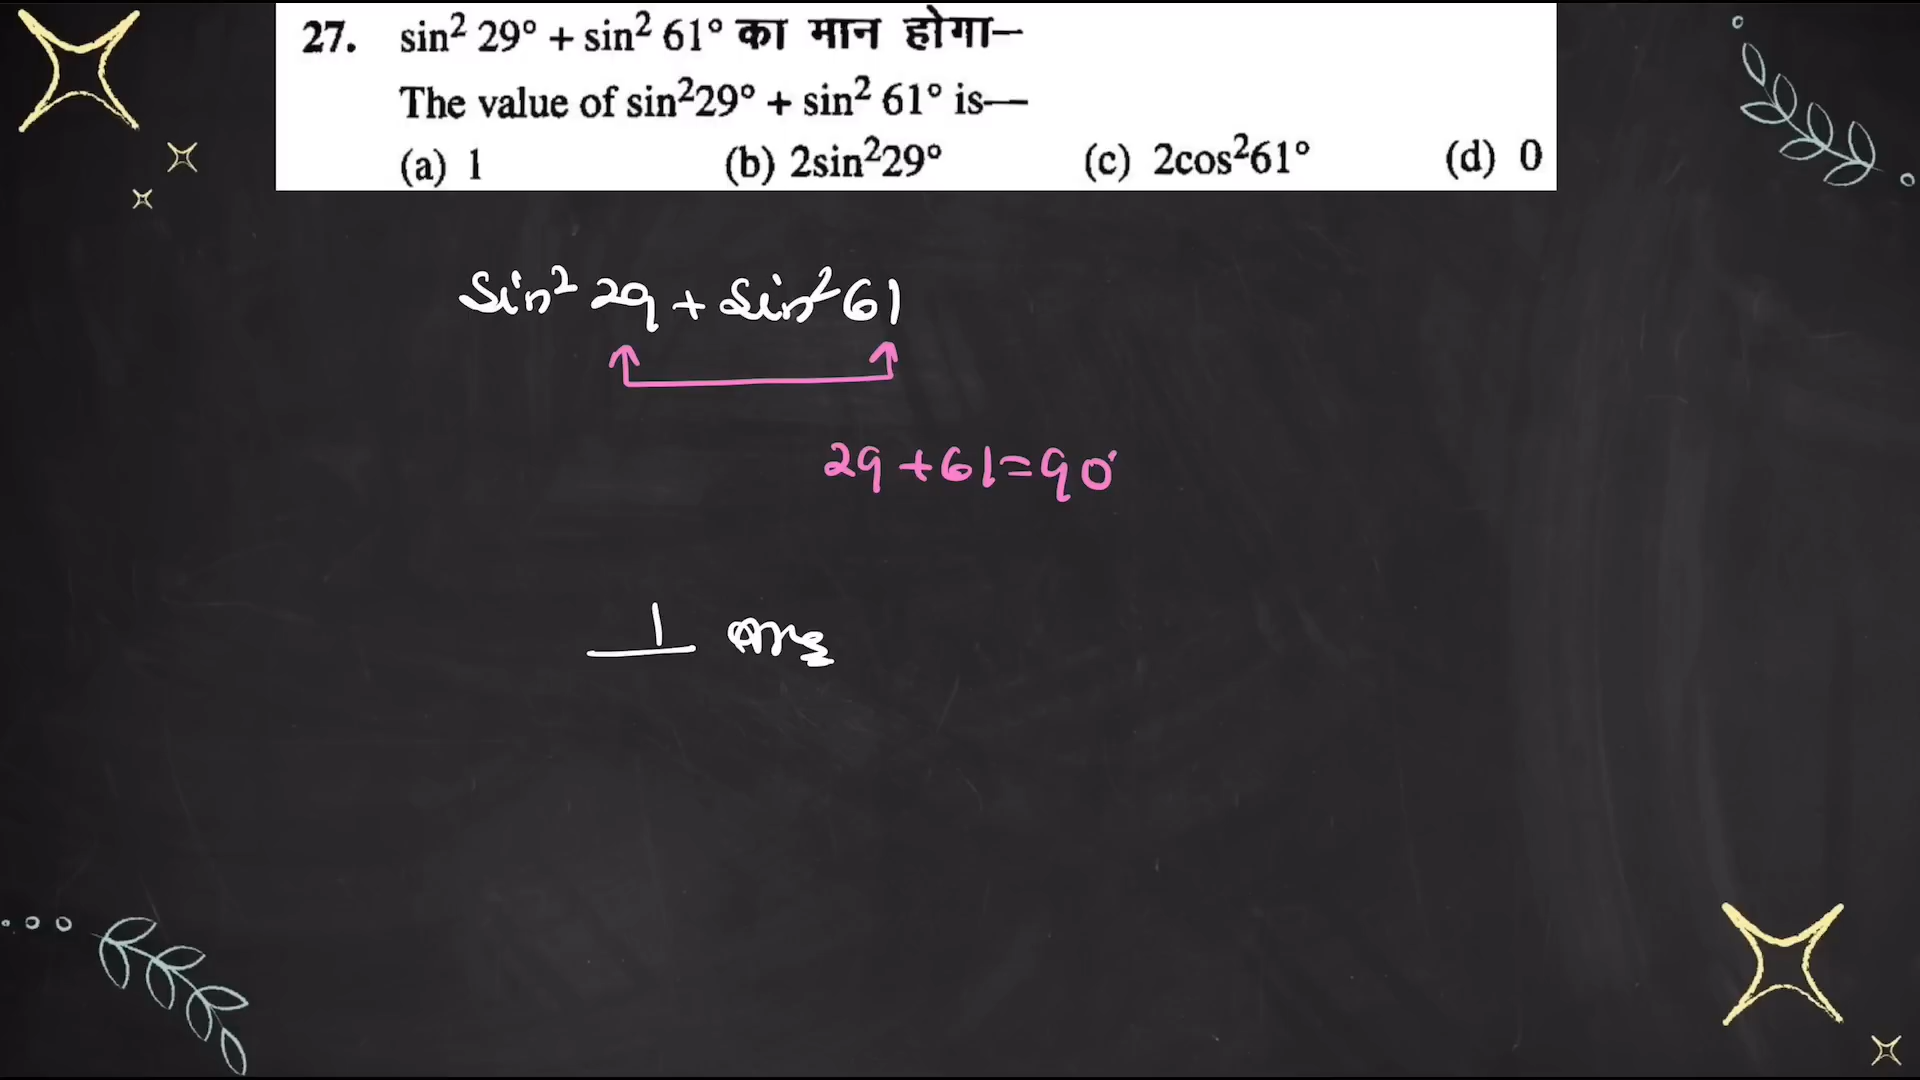 27. sin² 29° + sin² 61° का मान होगा—
The value of sin²29° + sin² 61° is—
(a) 1 (b) 2sin²29° (c) 2cos²61° (d) 0
Sin² 29 + Sin² 61
29 + 61 = 90°
1 Ans